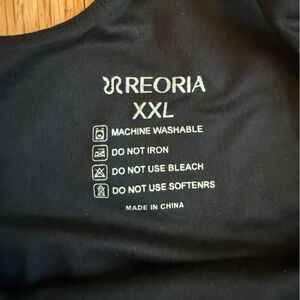 REORIA
XXL
MACHINE WASHABLE
DO NOT IRON
DO NOT USE BLEACH
DO NOT USE SOFTENRS
MADE IN CHINA